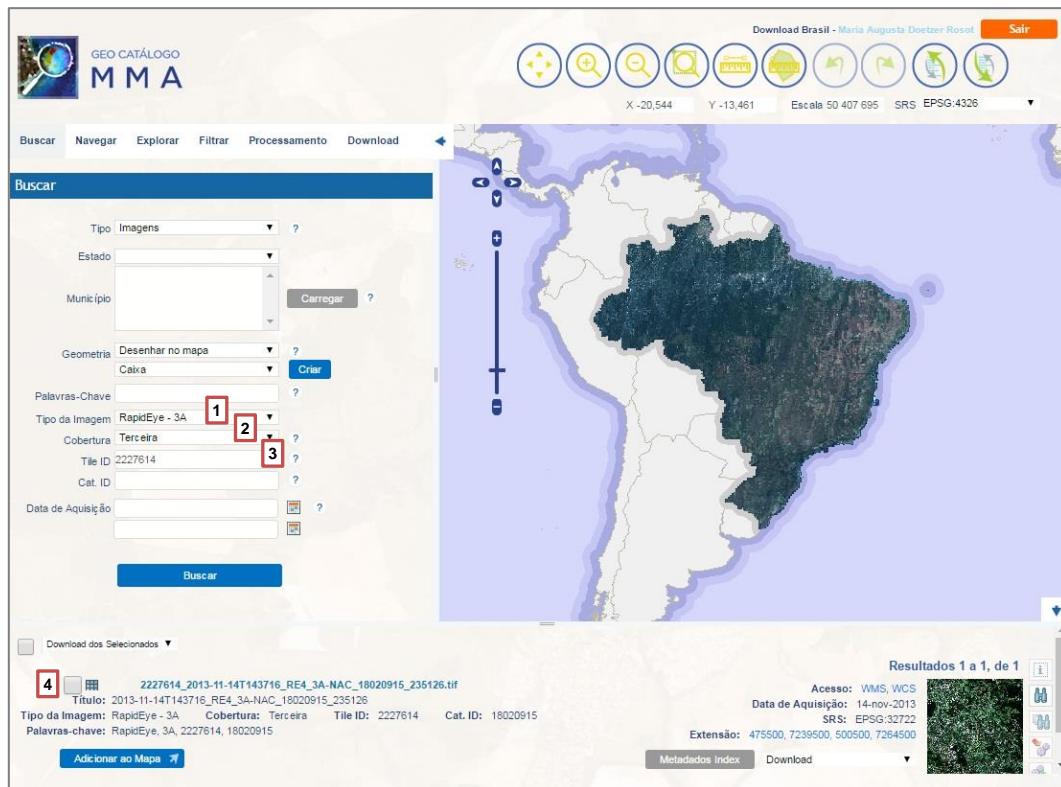 Download Brasil - Maria Augusta Doetzer Rosot Sair
GEO CATÁLOGO
MMA
X -20,544 Y -13,461 Escala 50 407 695 SRS EPSG:4326
Buscar Navegar Explorar Filtrar Processamento Download
Buscar
Tipo Imagens ?
Estado
Município Carregar ?
Geometria Desenhar no mapa ?
Caixa Criar
Palavras-Chave ?
1
Tipo da Imagem RapidEye - 3A
2
Cobertura Terceira ?
3
Tile ID 2227614 ?
Cat. ID ?
Data de Aquisição ?
Buscar
Download dos Selecionados
Resultados 1 a 1, de 1
4 2227614_2013-11-14T143716_RE4_3A-NAC_18020915_235126.tif
Título: 2013-11-14T143716_RE4_3A-NAC_18020915_235126
Tipo da Imagem: RapidEye - 3A Cobertura: Terceira Tile ID: 2227614 Cat. ID: 18020915
Palavras-chave: RapidEye, 3A, 2227614, 18020915
Adicionar ao Mapa
Acesso: WMS, WCS
Data de Aquisição: 14-nov-2013
SRS: EPSG:32722
Extensão: 475500, 7239500, 500500, 7264500
Metadados Index Download